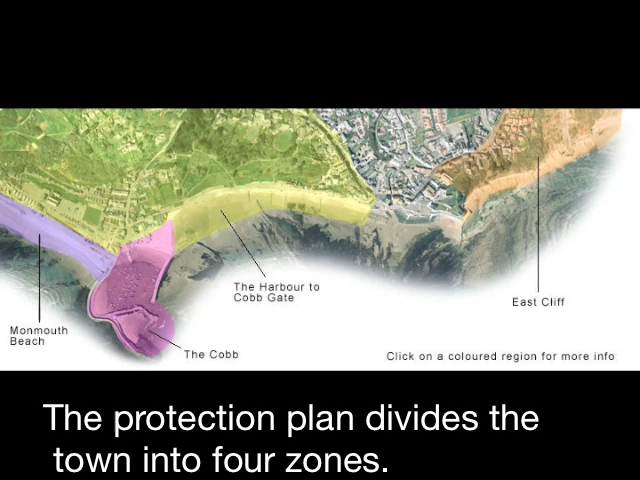 The Harbour to
Cobb Gate
East Cliff
Monmouth
Beach
The Cobb
Click on a coloured region for more info
The protection plan divides the
town into four zones.